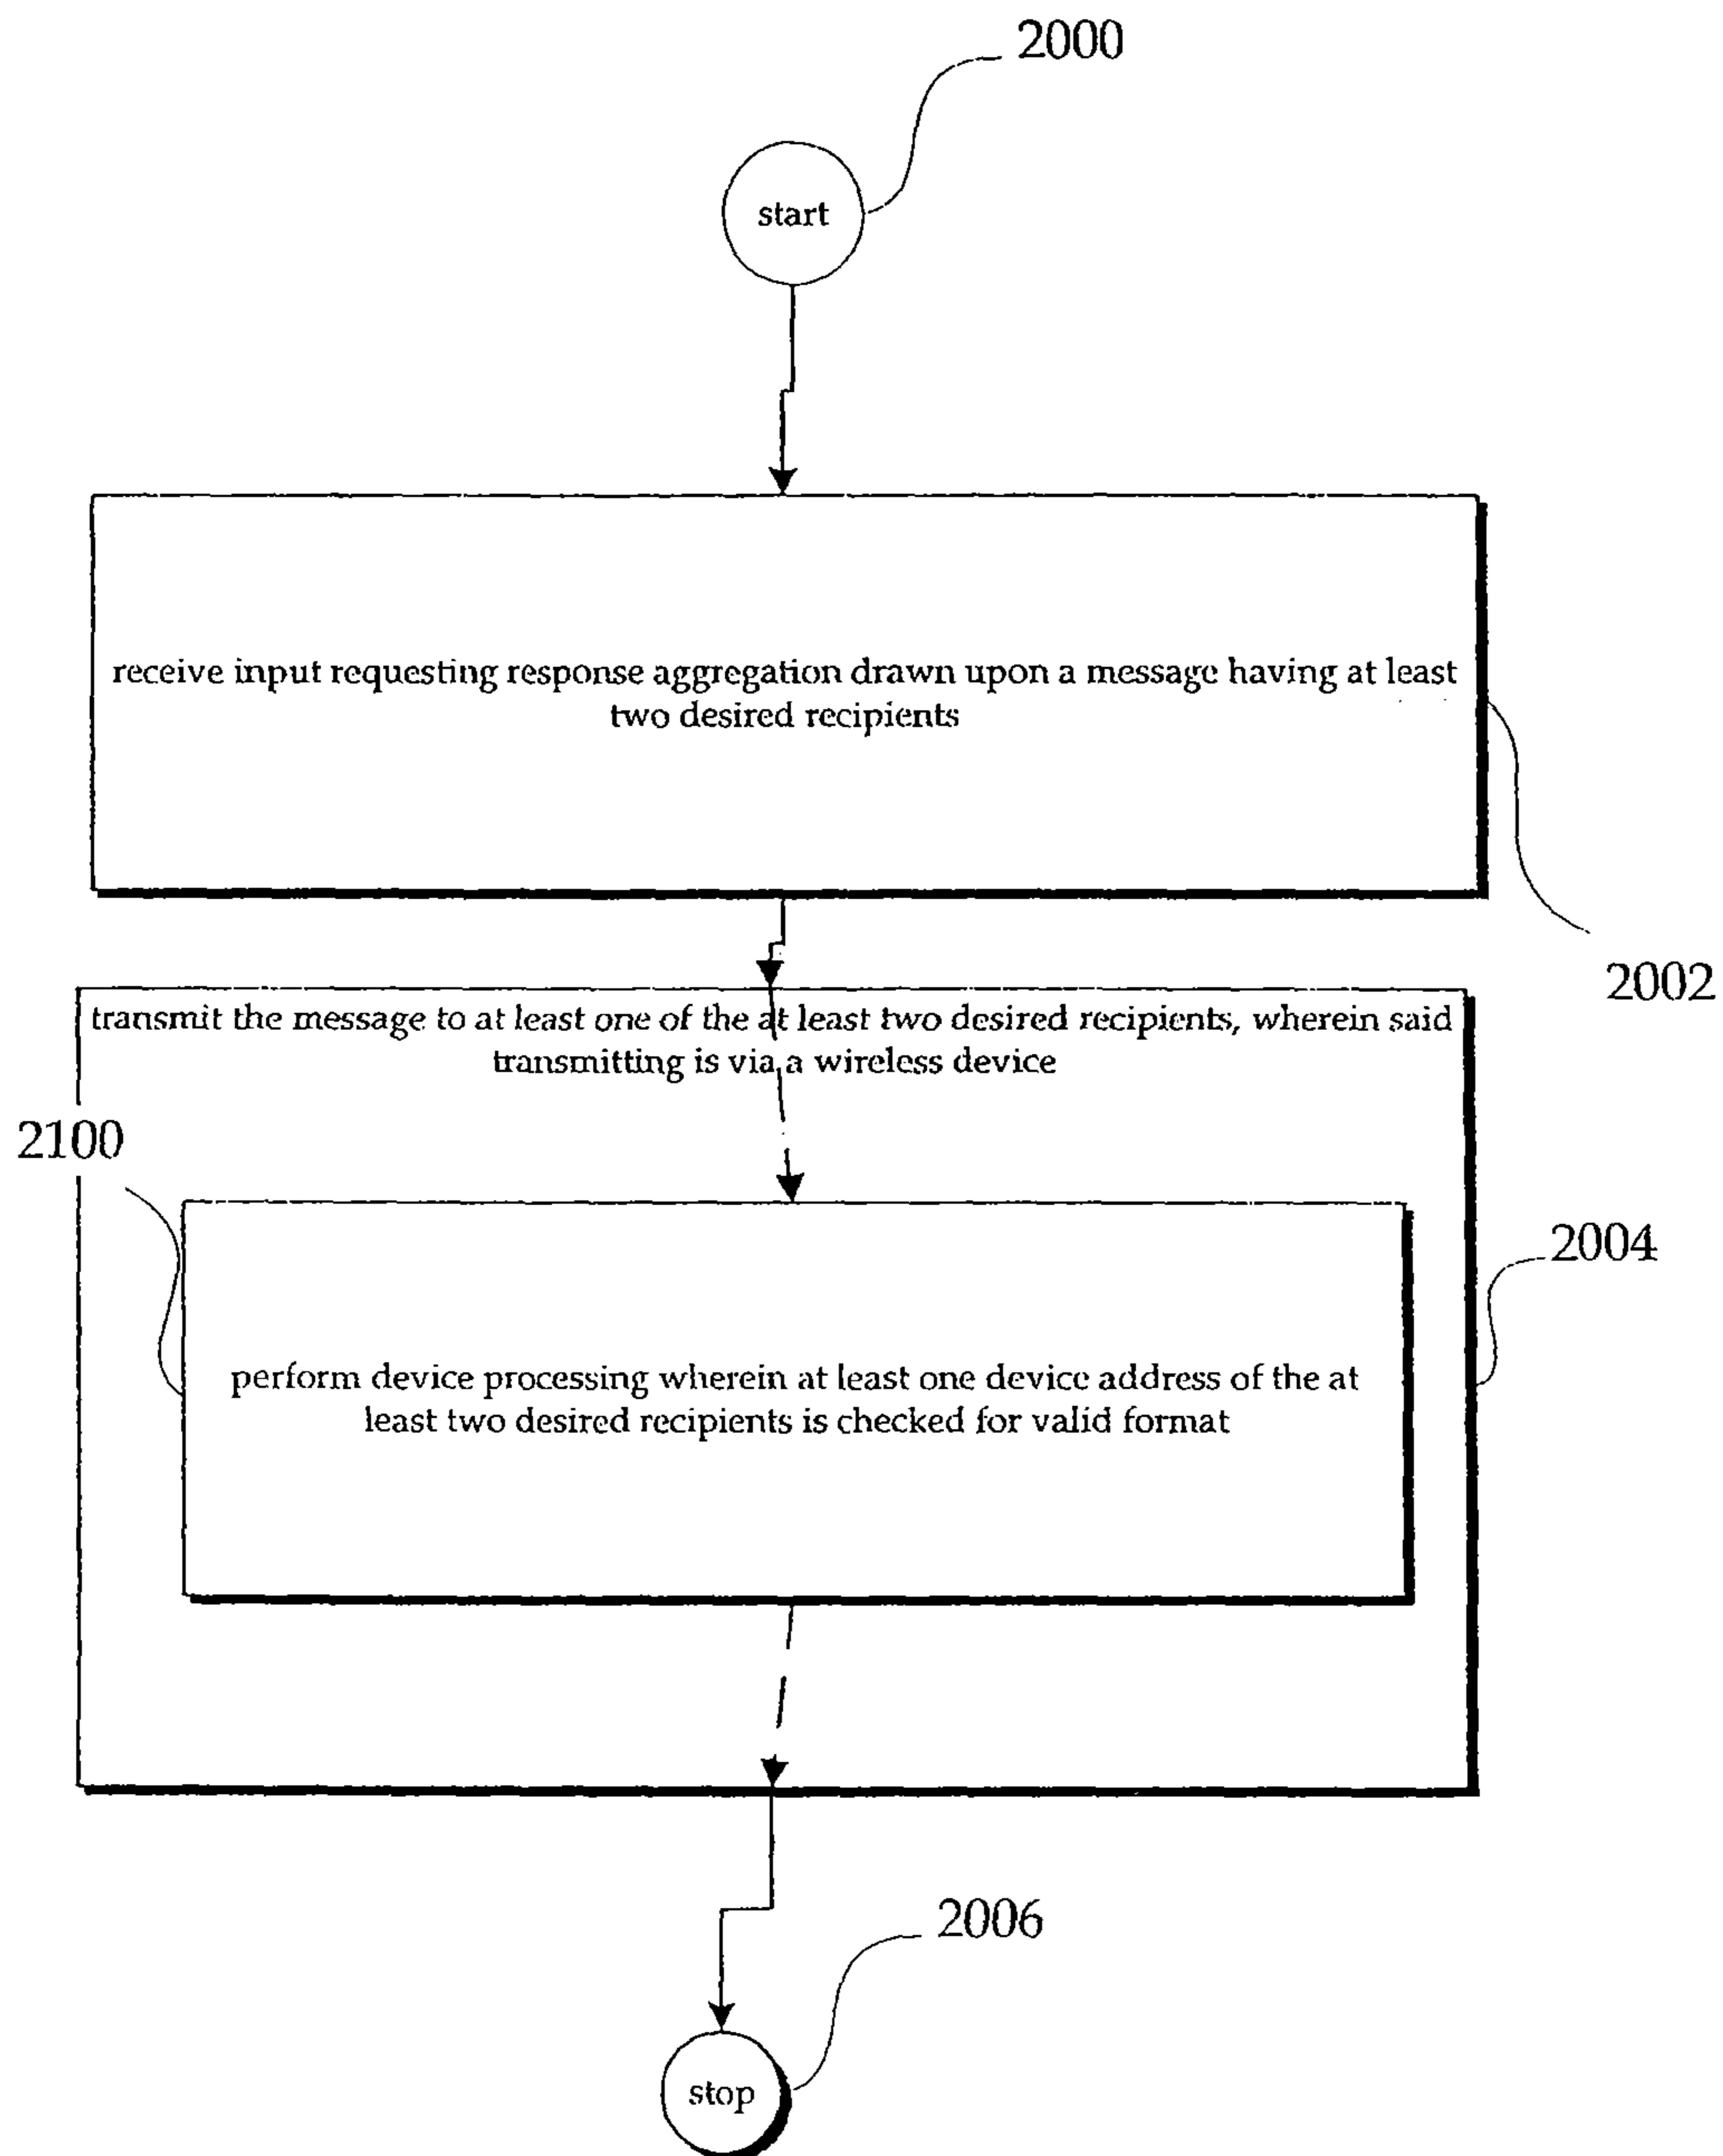 2000
start
receive input requesting response aggregation drawn upon a message having at least
two desired recipients
2002
transmit the message to at least one of the at least two desired recipients, wherein said
transmitting is via a wireless device
2100
2004
perform device processing wherein at least one device address of the at
least two desired recipients is checked for valid format
2006
stop